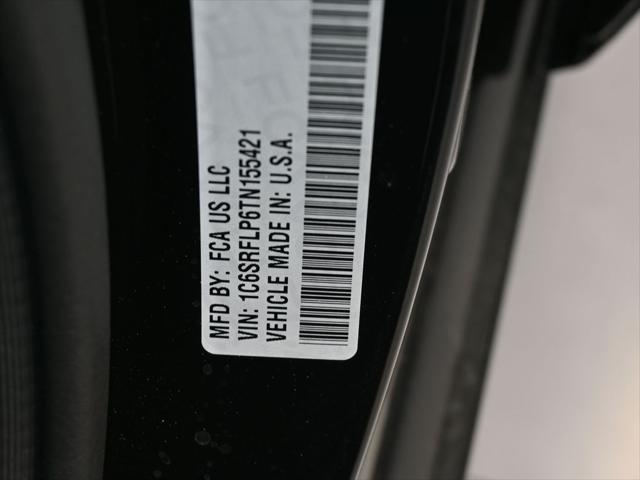 MFD BY: FCA US LLC
VIN: 1C6SRFLP6TN155421
VEHICLE MADE IN: U.S.A.